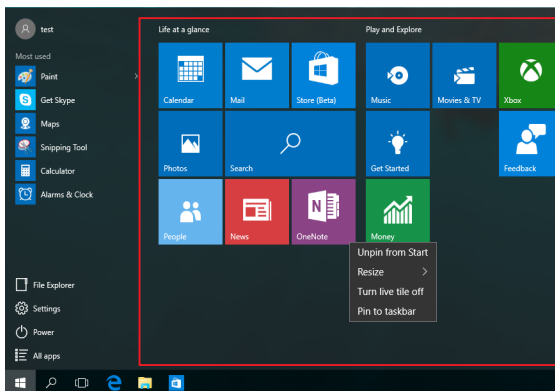 test
Most used
Paint
Get Skype
Maps
Snipping Tool
Calculator
Alarms & Clock
File Explorer
Settings
Power
All apps
Life at a glance
Calendar
Mail
Store (Beta)
Photos
Search
People
News
OneNote
Play and Explore
Music
Movies & TV
Xbox
Get Started
Feedback
Money
Unpin from Start
Resize
Turn live tile off
Pin to taskbar